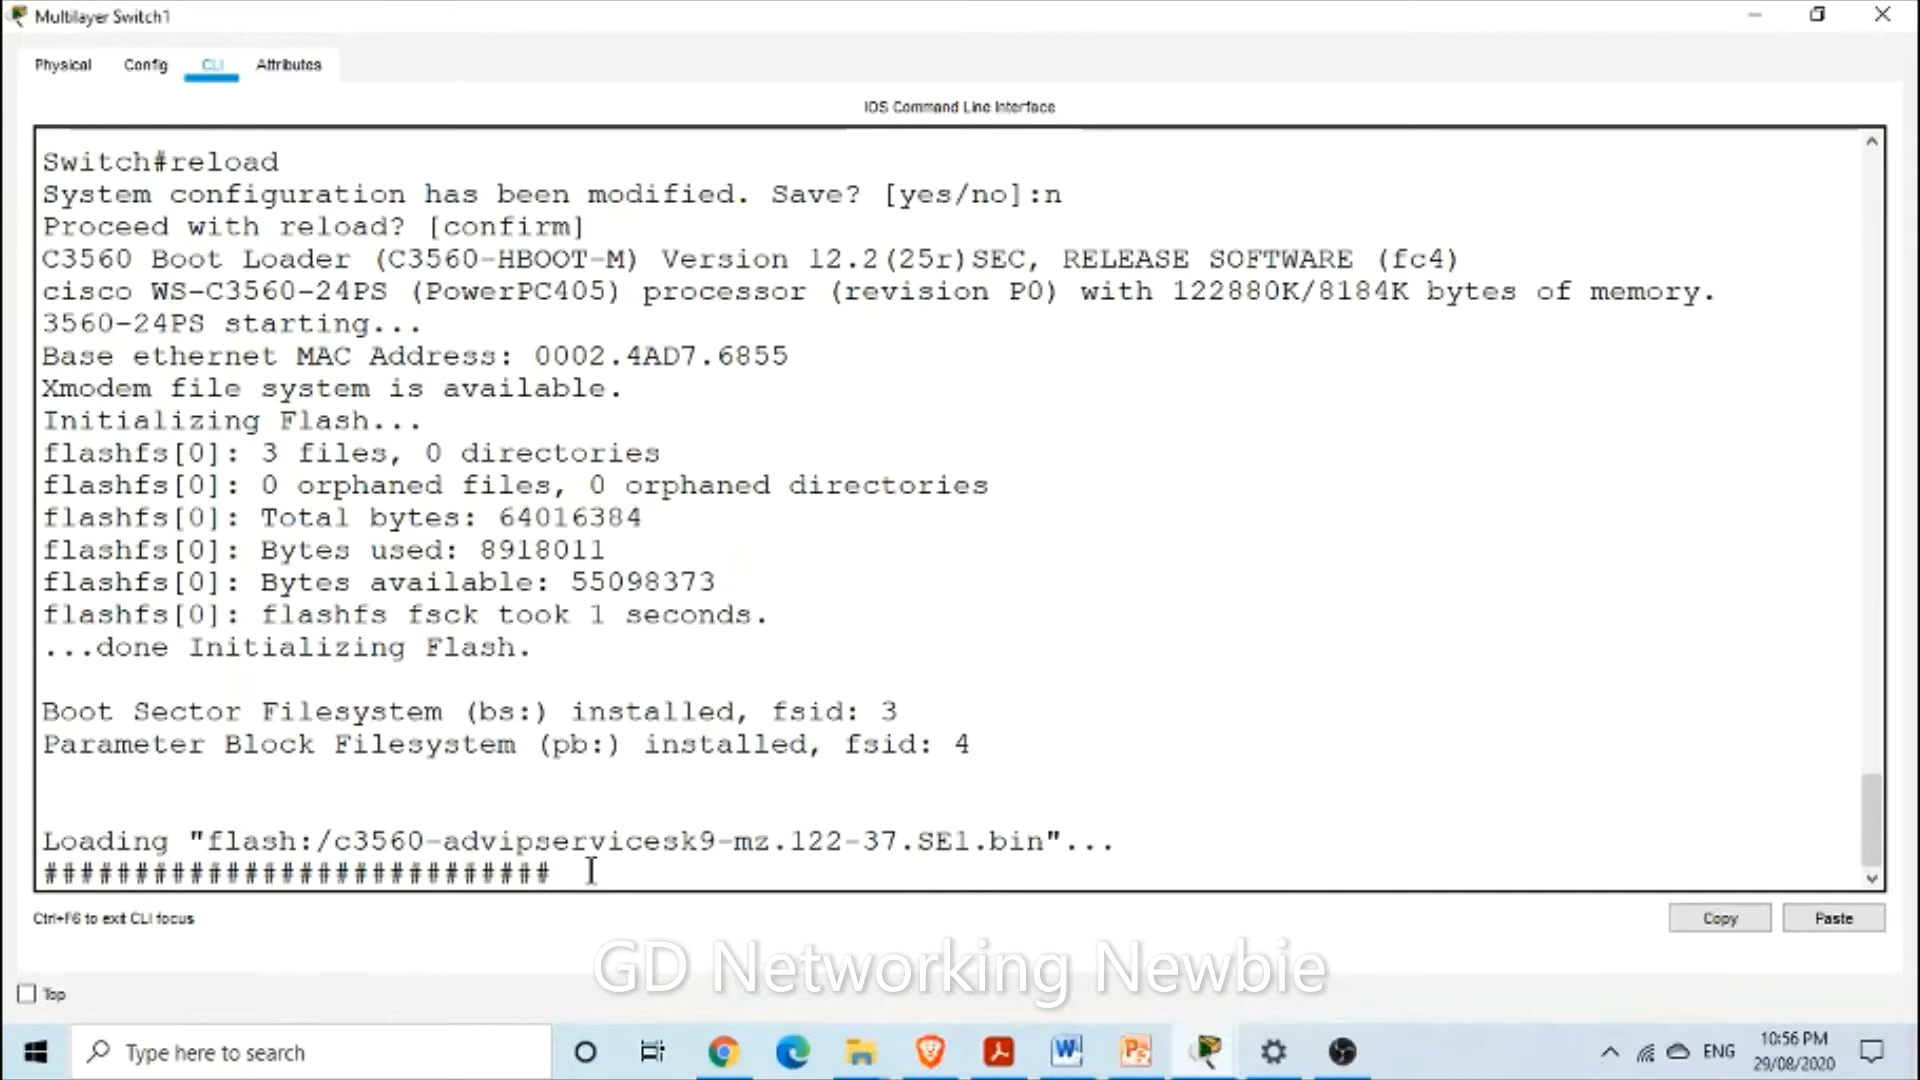 Multilayer Switch1
Physical Config CLI Attributes
IOS Command Line Interface
Switch#reload
System configuration has been modified. Save? [yes/no]:n
Proceed with reload? [confirm]
C3560 Boot Loader (C3560-HBOOT-M) Version 12.2(25r)SEC, RELEASE SOFTWARE (fc4)
cisco WS-C3560-24PS (PowerPC405) processor (revision P0) with 122880K/8184K bytes of memory.
3560-24PS starting...
Base ethernet MAC Address: 0002.4AD7.6855
Xmodem file system is available.
Initializing Flash...
flashfs[0]: 3 files, 0 directories
flashfs[0]: 0 orphaned files, 0 orphaned directories
flashfs[0]: Total bytes: 64016384
flashfs[0]: Bytes used: 8918011
flashfs[0]: Bytes available: 55098373
flashfs[0]: flashfs fsck took 1 seconds.
...done Initializing Flash.
Boot Sector Filesystem (bs:) installed, fsid: 3
Parameter Block Filesystem (pb:) installed, fsid: 4
Loading "flash:/c3560-advipservicesk9-mz.122-37.SE1.bin"...
############################
Ctrl+F6 to exit CLI focus
Copy Paste
GD Networking Newbie
Top
Type here to search
ENG
10:56 PM
29/08/2020